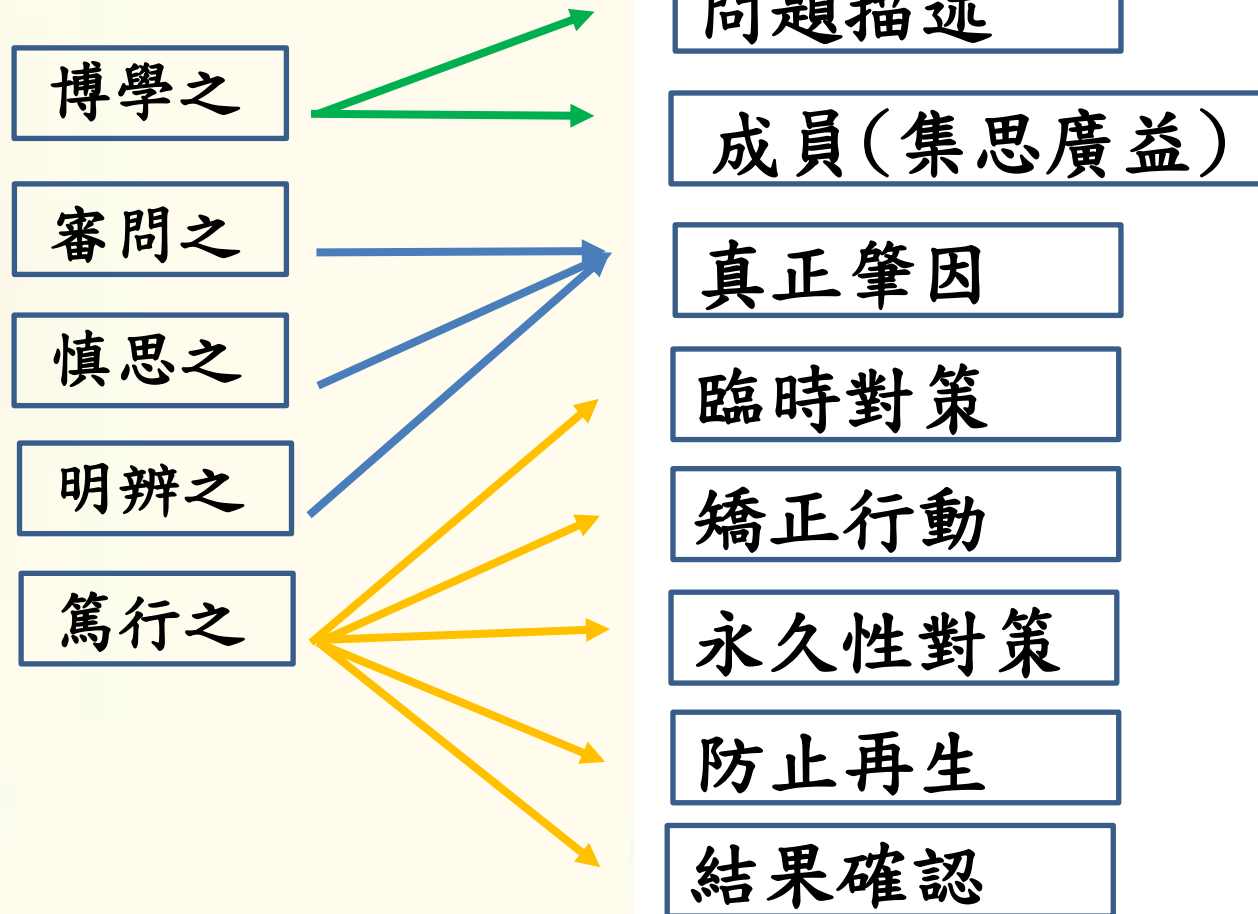 博學之
審問之
慎思之
明辨之
篤行之
問題描述
成員(集思廣益)
真正肇因
臨時對策
矯正行動
永久性對策
防止再生
結果確認